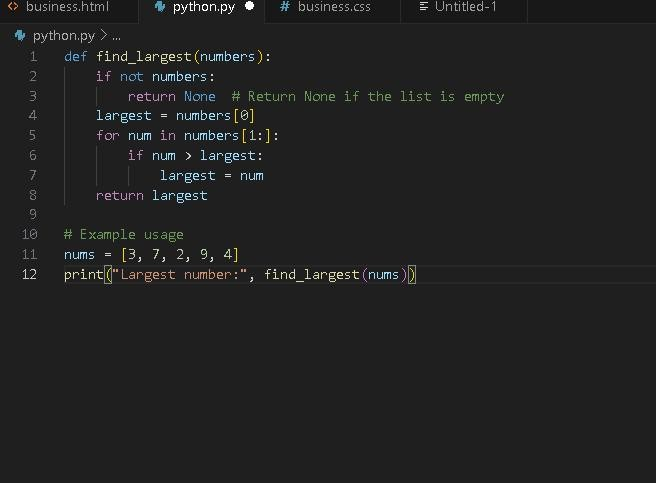 business.html python.py business.css Untitled-1
python.py > ...
1 def find_largest(numbers):
2     if not numbers:
3         return None  # Return None if the list is empty
4     largest = numbers[0]
5     for num in numbers[1:]:
6         if num > largest:
7             largest = num
8     return largest
9
10 # Example usage
11 nums = [3, 7, 2, 9, 4]
12 print("Largest number:", find_largest(nums))